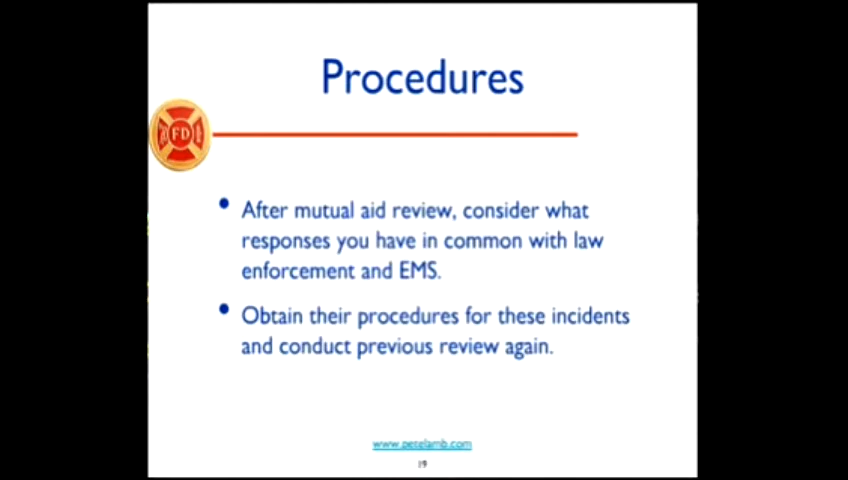 Procedures
FD
After mutual aid review, consider what
responses you have in common with law
enforcement and EMS.
Obtain their procedures for these incidents
and conduct previous review again.
www.petelamb.com
19